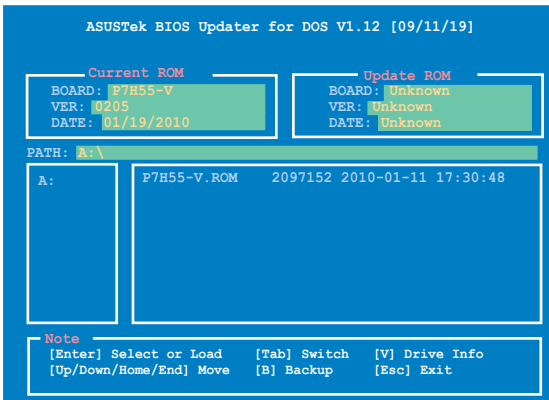 ASUSTek BIOS Updater for DOS V1.12 [09/11/19]
Current ROM
BOARD: P7H55-V
VER: 0205
DATE: 01/19/2010
Update ROM
BOARD: Unknown
VER: Unknown
DATE: Unknown
PATH: A:\
A:
P7H55-V.ROM 2097152 2010-01-11 17:30:48
Note
[Enter] Select or Load [Tab] Switch [V] Drive Info
[Up/Down/Home/End] Move [B] Backup [Esc] Exit